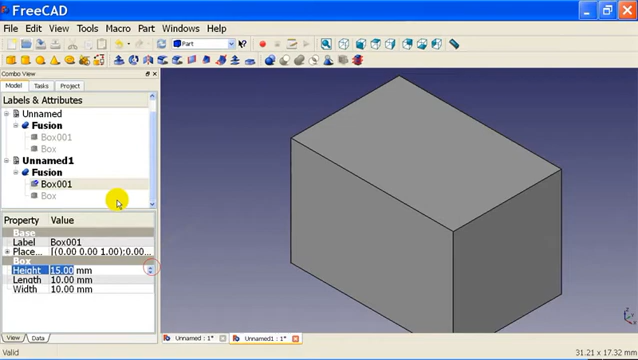 FreeCAD
File Edit View Tools Macro Part Windows Help
Part
Combo View
Model Tasks Project
Labels & Attributes
Unnamed
Fusion
Box001
Box
Unnamed1
Fusion
Box001
Box
Property Value
Base
Label Box001
Place... [(0.00 0.00 1.00);0.00...
Box
Height 15.00 mm
Length 10.00 mm
Width 10.00 mm
View Data
Unnamed : 1* Unnamed1 : 1*
Valid 31.21 x 17.32 mm